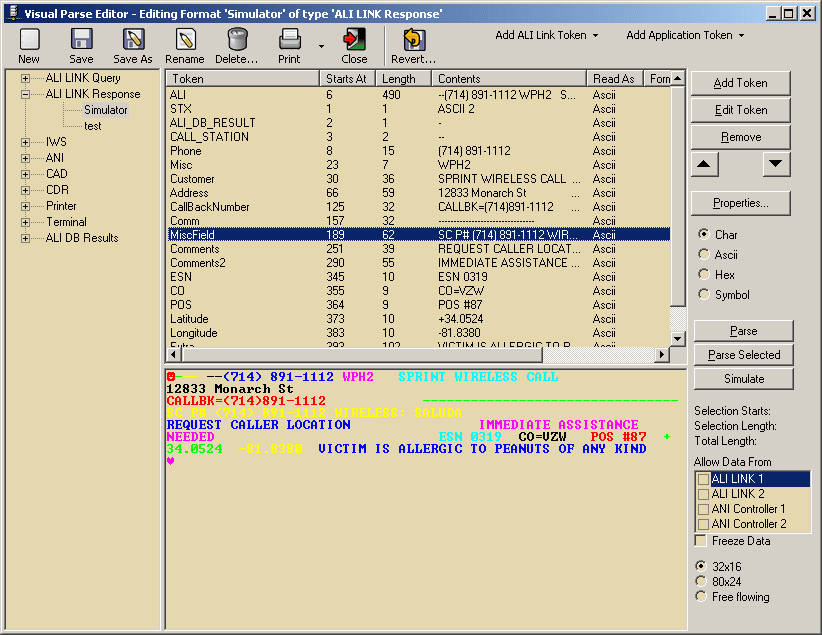 Visual Parse Editor - Editing Format 'Simulator' of type 'ALI LINK Response'
New Save Save As Rename Delete... Print Close Revert... Add ALI Link Token Add Application Token
ALI LINK Query
ALI LINK Response
Simulator
test
IWS
ANI
CAD
CDR
Printer
Terminal
ALI DB Results
Token Starts At Length Contents Read As Form
ALI 6 490 --(714) 891-1112 WPH2 S... Ascii
STX 1 1 ASCII 2 Ascii
ALI_DB_RESULT 2 1 - Ascii
CALL_STATION 3 2 -- Ascii
Phone 8 15 (714) 891-1112 Ascii
Misc 23 7 WPH2 Ascii
Customer 30 36 SPRINT WIRELESS CALL ... Ascii
Address 66 59 12833 Monarch St ... Ascii
CallBackNumber 125 32 CALLBK=(714)891-1112 ... Ascii
Comm 157 32 -------------------------------- Ascii
MiscField 189 62 SC P# (714) 891-1112 WIR... Ascii
Comments 251 39 REQUEST CALLER LOCAT... Ascii
Comments2 290 55 IMMEDIATE ASSISTANCE ... Ascii
ESN 345 10 ESN 0319 Ascii
CO 355 9 CO=VZW Ascii
POS 364 9 POS #87 Ascii
Latitude 373 10 +34.0524 Ascii
Longitude 383 10 -81.8380 Ascii
Extra 393 102 VICTIM IS ALLERGIC TO P... Ascii
--- --(714) 891-1112 WPH2 SPRINT WIRELESS CALL
12833 Monarch St
CALLBK=(714)891-1112 --------------------------------
SC P# (714) 891-1112 WIRELESS: SALUDA
REQUEST CALLER LOCATION IMMEDIATE ASSISTANCE
NEEDED ESN 0319 CO=VZW POS #87 +
34.0524 -81.8380 VICTIM IS ALLERGIC TO PEANUTS OF ANY KIND
Add Token
Edit Token
Remove
Properties...
Char
Ascii
Hex
Symbol
Parse
Parse Selected
Simulate
Selection Starts:
Selection Length:
Total Length:
Allow Data From
ALI LINK 1
ALI LINK 2
ANI Controller 1
ANI Controller 2
Freeze Data
32x16
80x24
Free flowing